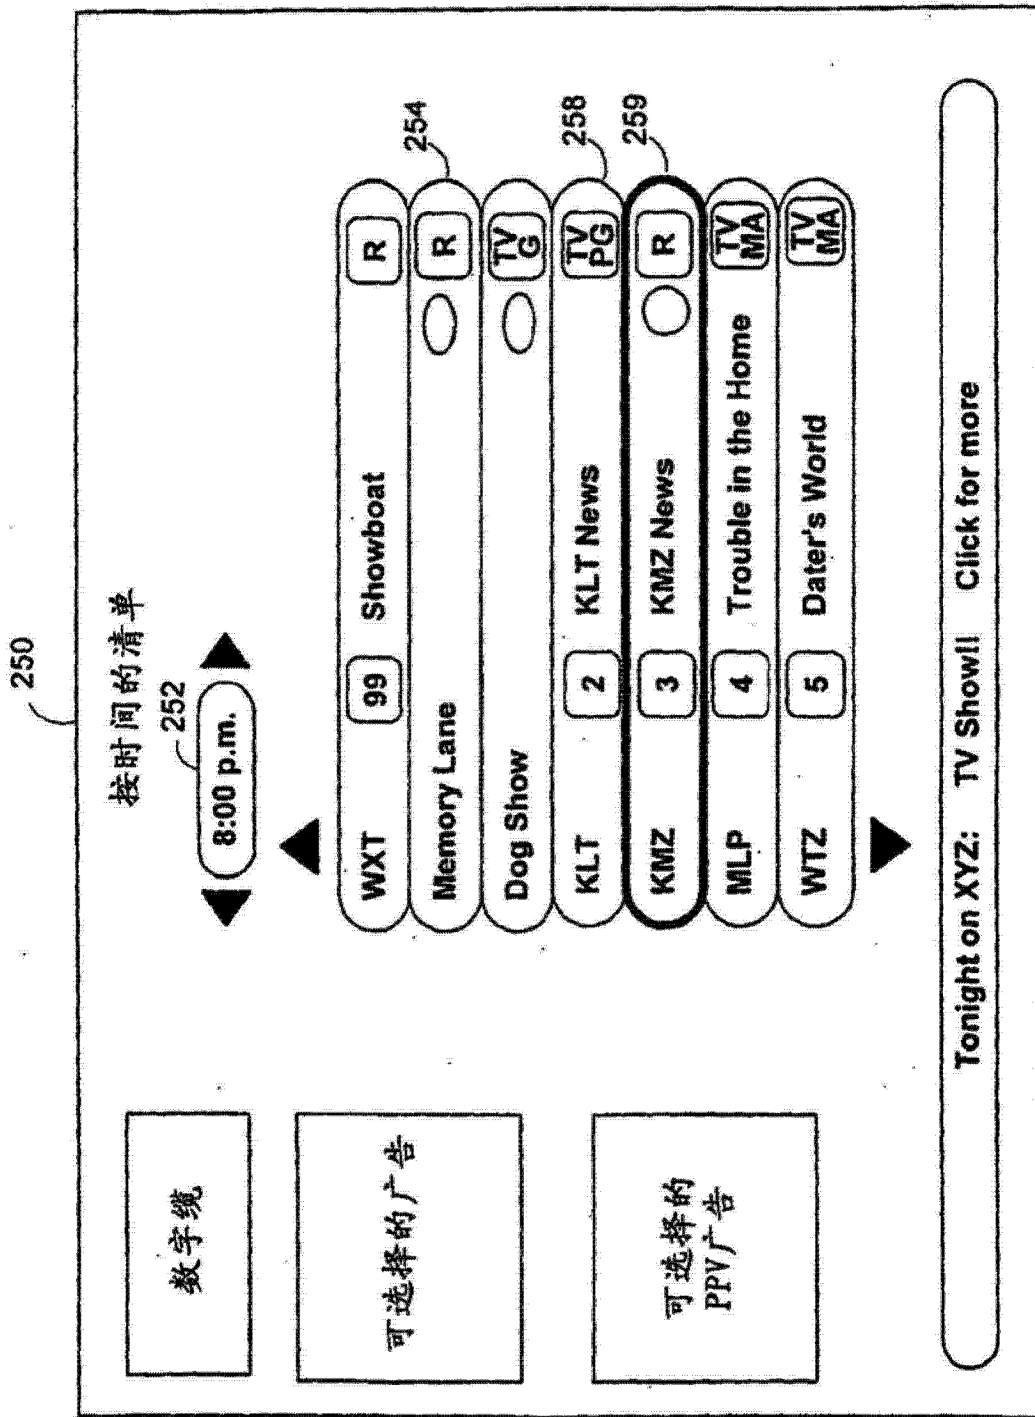 250
按时间的清单
252
8:00 p.m.
数字缆
可选择的广告
可选择的
PPV广告
WXT 99 Showboat R
Memory Lane R
254
Dog Show TV G
KLT 2 KLT News TV PG
258
KMZ 3 KMZ News R
259
MLP 4 Trouble in the Home TV MA
WTZ 5 Dater's World TV MA
Tonight on XYZ: TV Show!! Click for more